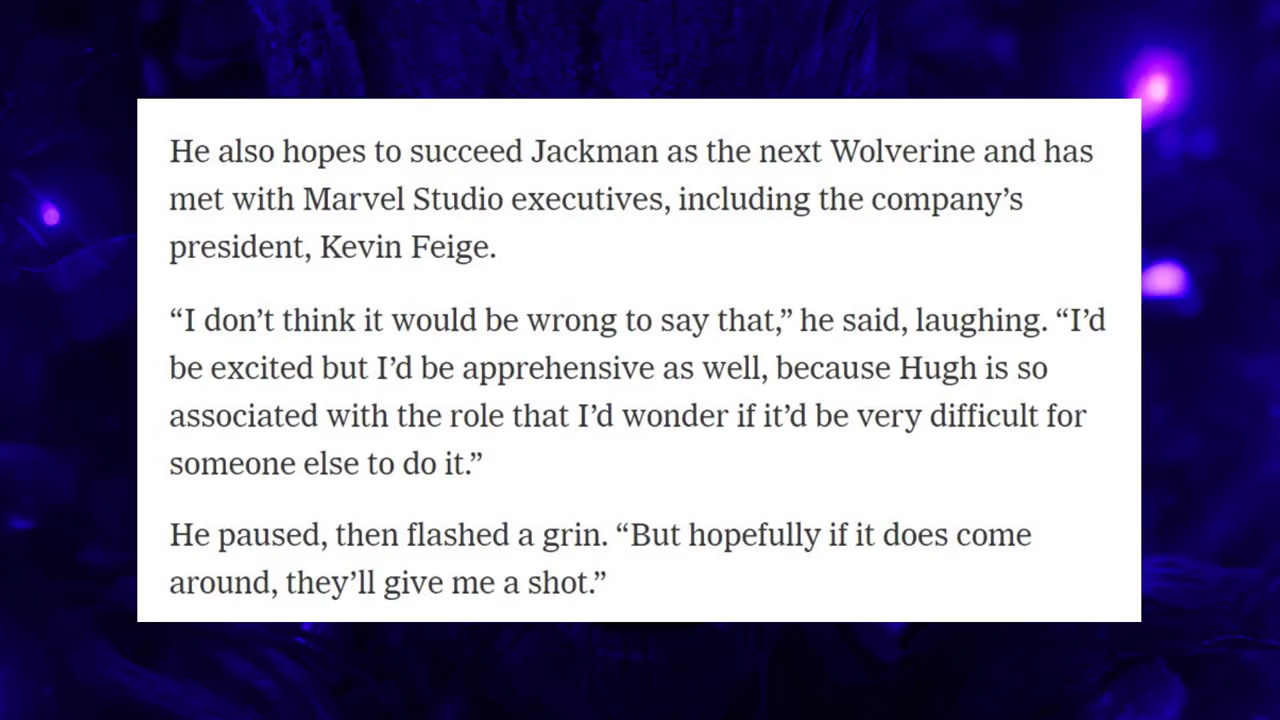 He also hopes to succeed Jackman as the next Wolverine and has
met with Marvel Studio executives, including the company’s
president, Kevin Feige.
“I don’t think it would be wrong to say that,” he said, laughing. “I’d
be excited but I’d be apprehensive as well, because Hugh is so
associated with the role that I’d wonder if it’d be very difficult for
someone else to do it.”
He paused, then flashed a grin. “But hopefully if it does come
around, they’ll give me a shot.”